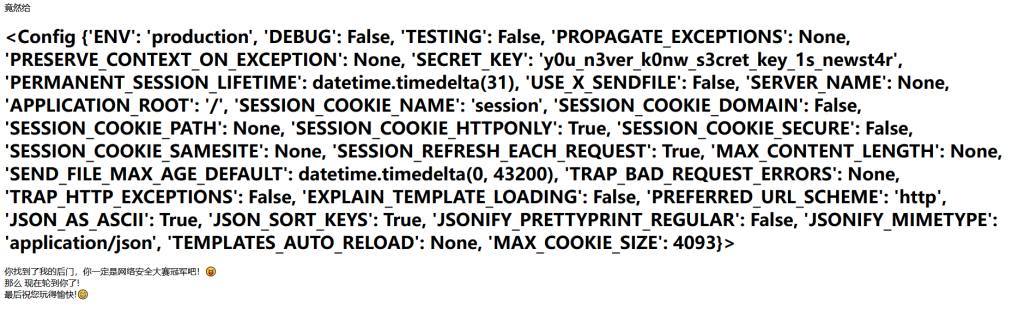 竟然给
<Config {'ENV': 'production', 'DEBUG': False, 'TESTING': False, 'PROPAGATE_EXCEPTIONS': None,
'PRESERVE_CONTEXT_ON_EXCEPTION': None, 'SECRET_KEY': 'y0u_n3ver_k0nw_s3cret_key_1s_newst4r',
'PERMANENT_SESSION_LIFETIME': datetime.timedelta(31), 'USE_X_SENDFILE': False, 'SERVER_NAME': None,
'APPLICATION_ROOT': '/', 'SESSION_COOKIE_NAME': 'session', 'SESSION_COOKIE_DOMAIN': False,
'SESSION_COOKIE_PATH': None, 'SESSION_COOKIE_HTTPONLY': True, 'SESSION_COOKIE_SECURE': False,
'SESSION_COOKIE_SAMESITE': None, 'SESSION_REFRESH_EACH_REQUEST': True, 'MAX_CONTENT_LENGTH': None,
'SEND_FILE_MAX_AGE_DEFAULT': datetime.timedelta(0, 43200), 'TRAP_BAD_REQUEST_ERRORS': None,
'TRAP_HTTP_EXCEPTIONS': False, 'EXPLAIN_TEMPLATE_LOADING': False, 'PREFERRED_URL_SCHEME': 'http',
'JSON_AS_ASCII': True, 'JSON_SORT_KEYS': True, 'JSONIFY_PRETTYPRINT_REGULAR': False, 'JSONIFY_MIMETYPE':
'application/json', 'TEMPLATES_AUTO_RELOAD': None, 'MAX_COOKIE_SIZE': 4093}>
你找到了我的后门，你一定是网络安全大赛冠军吧！😝
那么 现在轮到你了!
最后祝您玩得愉快!😁